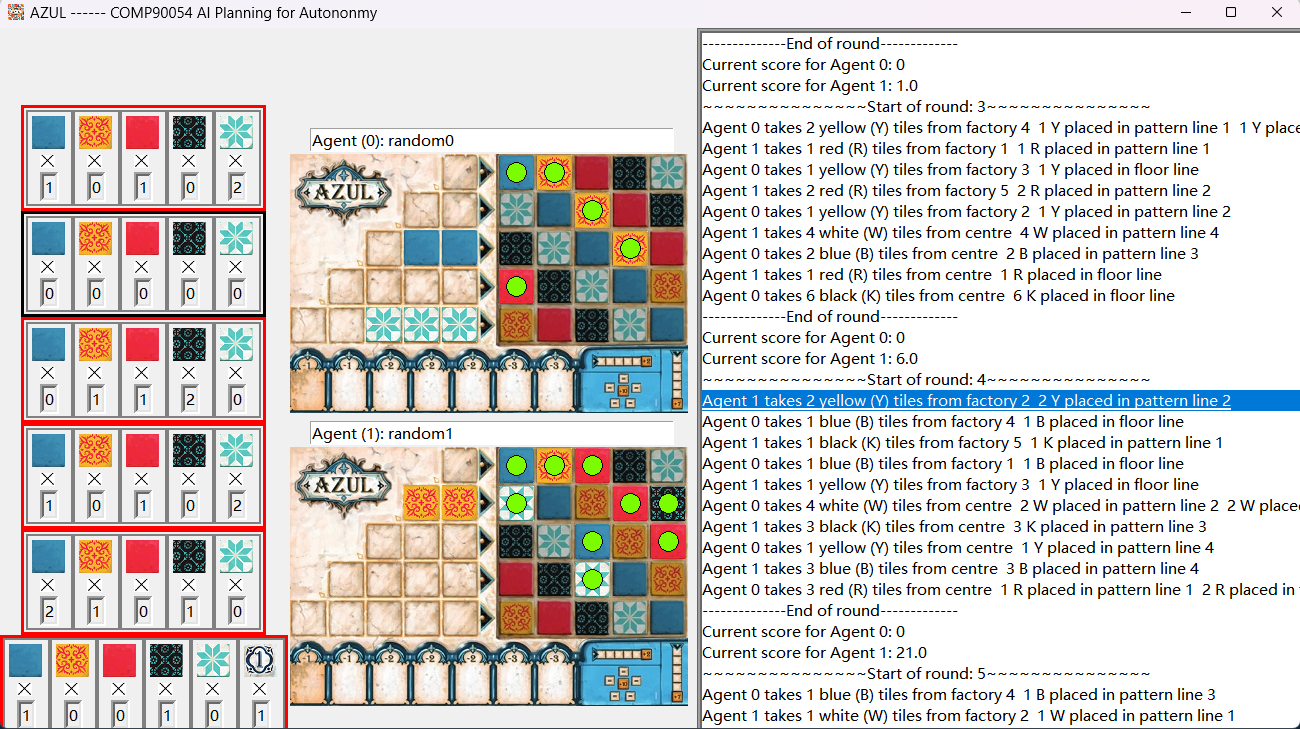 AZUL ------ COMP90054 AI Planning for Autononmy
× × × × ×
1 0 1 0 2
× × × × ×
0 0 0 0 0
× × × × ×
0 1 1 2 0
× × × × ×
1 0 1 0 2
× × × × ×
2 1 0 1 0
1
× × × × × ×
1 0 0 1 0 1
Agent (0): random0
AZUL
-1 -1 -2 -2 -2 -3 -3
+2
+10
+7
Agent (1): random1
AZUL
-1 -1 -2 -2 -2 -3 -3
+2
+10
+7
-------------End of round-------------
Current score for Agent 0: 0
Current score for Agent 1: 1.0
~~~~~~~~~~~~~~~Start of round: 3~~~~~~~~~~~~~~~
Agent 0 takes 2 yellow (Y) tiles from factory 4  1 Y placed in pattern line 1  1 Y place
Agent 1 takes 1 red (R) tiles from factory 1  1 R placed in pattern line 1
Agent 0 takes 1 yellow (Y) tiles from factory 3  1 Y placed in floor line
Agent 1 takes 2 red (R) tiles from factory 5  2 R placed in pattern line 2
Agent 0 takes 1 yellow (Y) tiles from factory 2  1 Y placed in pattern line 2
Agent 1 takes 4 white (W) tiles from centre  4 W placed in pattern line 4
Agent 0 takes 2 blue (B) tiles from centre  2 B placed in pattern line 3
Agent 1 takes 1 red (R) tiles from centre  1 R placed in floor line
Agent 0 takes 6 black (K) tiles from centre  6 K placed in floor line
-------------End of round-------------
Current score for Agent 0: 0
Current score for Agent 1: 6.0
~~~~~~~~~~~~~~~Start of round: 4~~~~~~~~~~~~~~~
Agent 1 takes 2 yellow (Y) tiles from factory 2  2 Y placed in pattern line 2
Agent 0 takes 1 blue (B) tiles from factory 4  1 B placed in floor line
Agent 1 takes 1 black (K) tiles from factory 5  1 K placed in pattern line 1
Agent 0 takes 1 blue (B) tiles from factory 1  1 B placed in floor line
Agent 1 takes 1 yellow (Y) tiles from factory 3  1 Y placed in floor line
Agent 0 takes 4 white (W) tiles from centre  2 W placed in pattern line 2  2 W place
Agent 1 takes 3 black (K) tiles from centre  3 K placed in pattern line 3
Agent 0 takes 1 yellow (Y) tiles from centre  1 Y placed in pattern line 4
Agent 1 takes 3 blue (B) tiles from centre  3 B placed in pattern line 4
Agent 0 takes 3 red (R) tiles from centre  1 R placed in pattern line 1  2 R placed in
-------------End of round-------------
Current score for Agent 0: 0
Current score for Agent 1: 21.0
~~~~~~~~~~~~~~~Start of round: 5~~~~~~~~~~~~~~~
Agent 0 takes 1 blue (B) tiles from factory 4  1 B placed in pattern line 3
Agent 1 takes 1 white (W) tiles from factory 2  1 W placed in pattern line 1